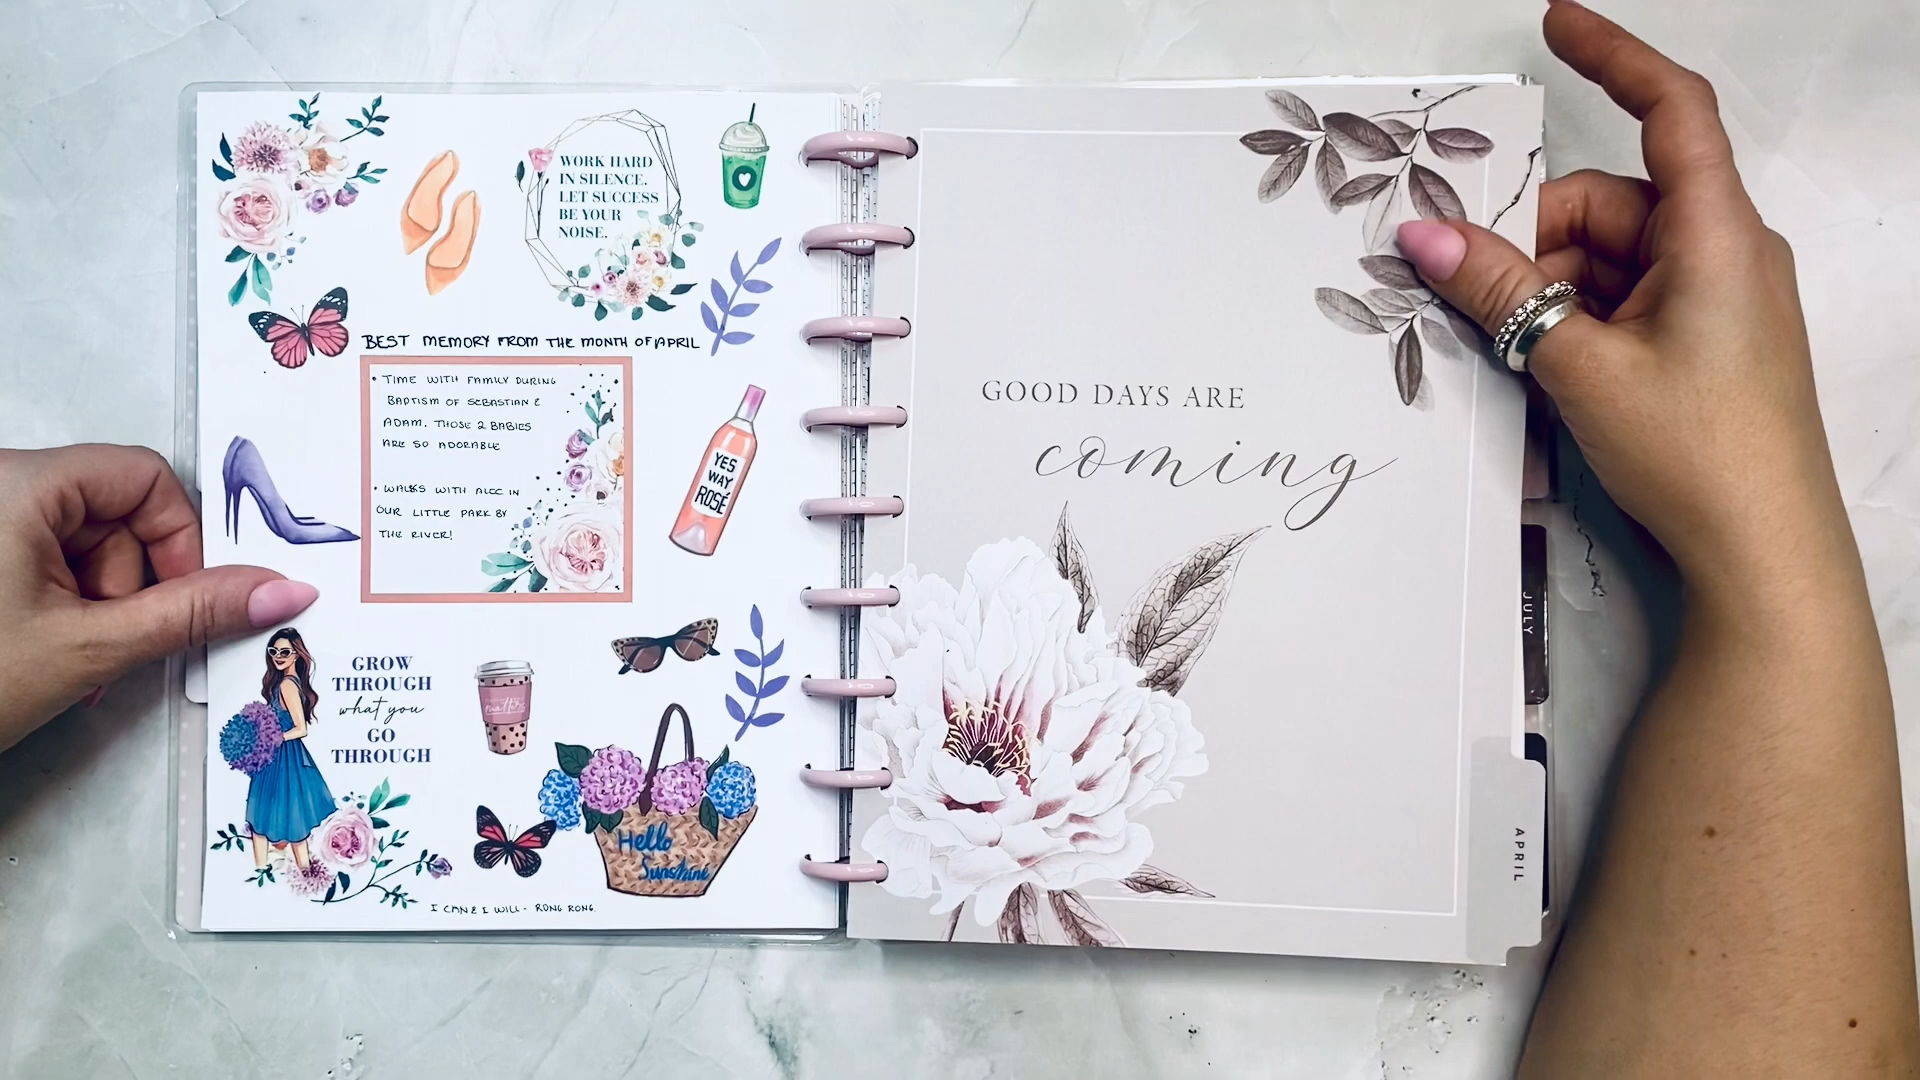 WORK HARD
IN SILENCE.
LET SUCCESS
BE YOUR
NOISE.
BEST MEMORY FROM THE MONTH OF APRIL
• TIME WITH FAMILY DURING
BAPTISM OF SEBASTIAN &
ADAM. THOSE 2 BABIES
ARE SO ADORABLE
• WALKS WITH ALEC IN
OUR LITTLE PARK BY
THE RIVER!
YES
WAY
ROSÉ
GROW
THROUGH
what you
GO
THROUGH
Hello
Sunshine
I CAN & I WILL - RONG RONG.
GOOD DAYS ARE
coming
JULY
APRIL